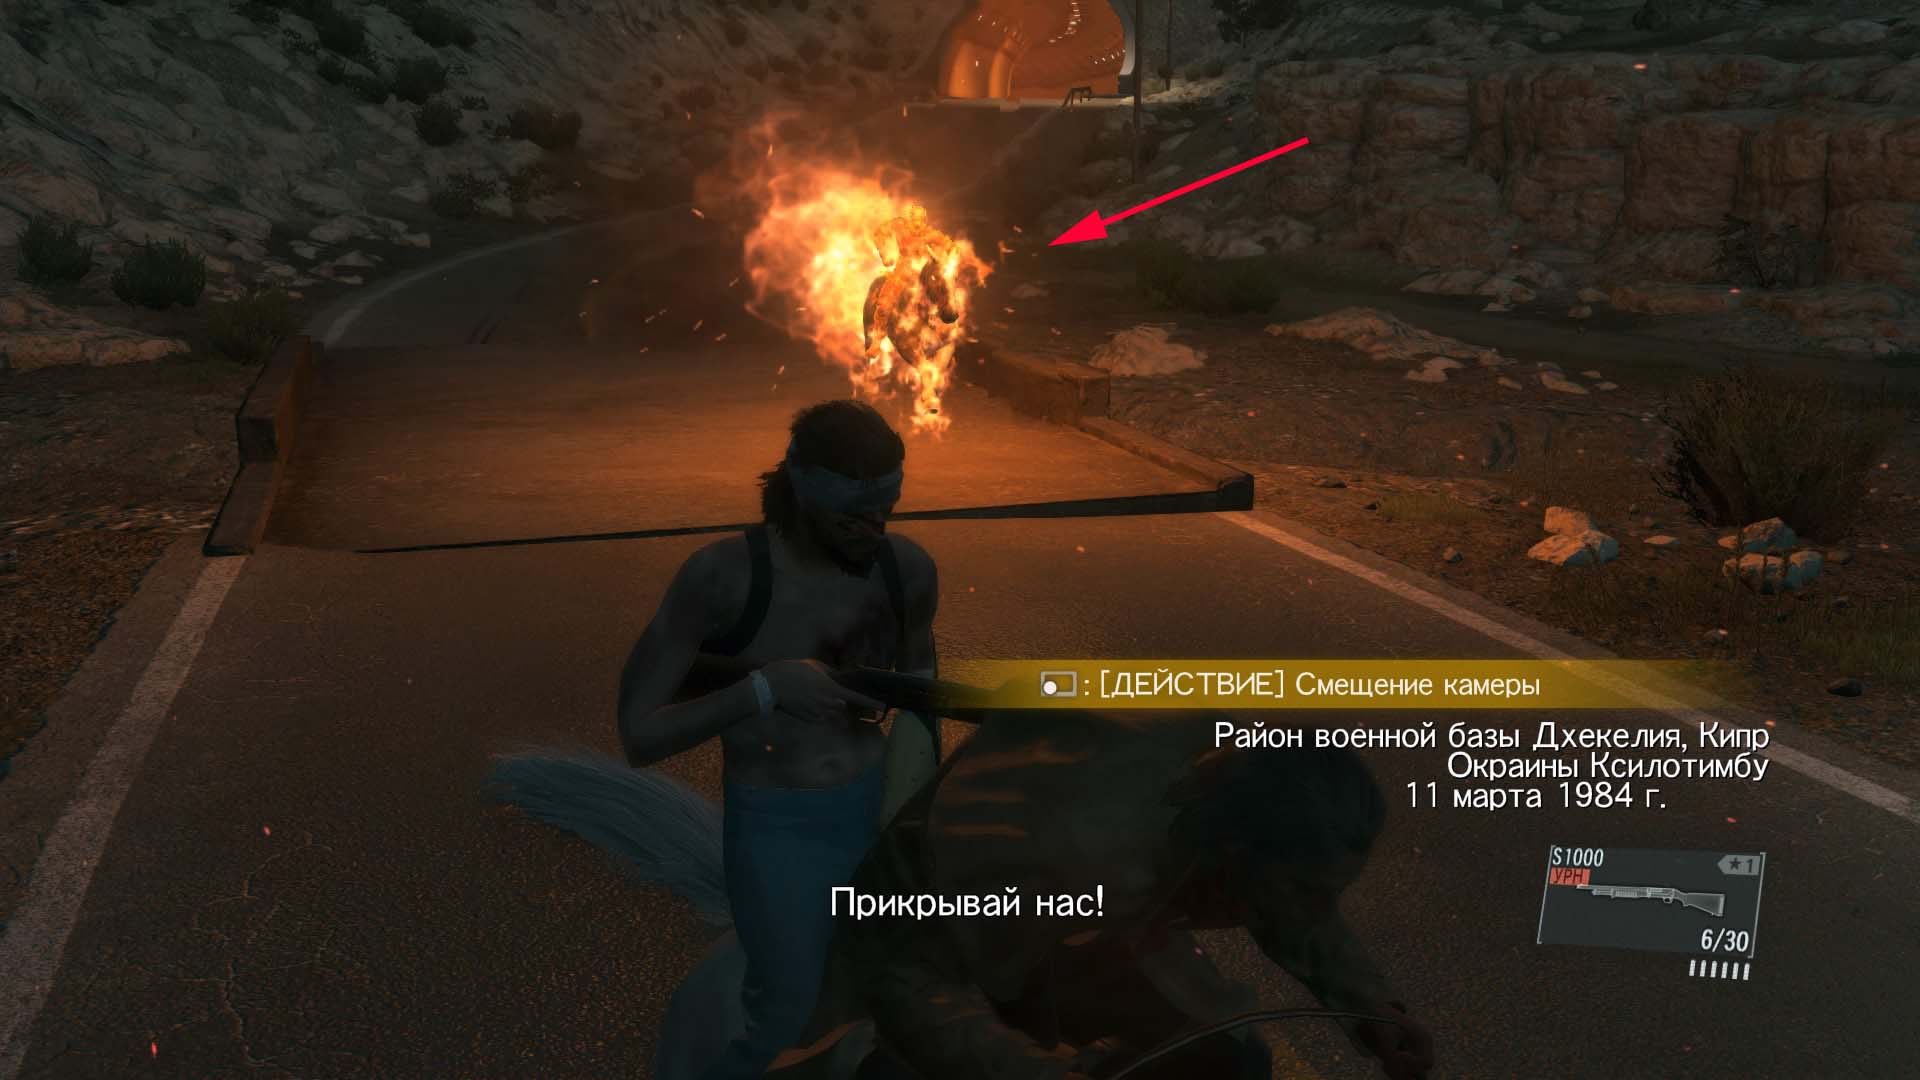 : [ДЕЙСТВИЕ] Смещение камеры
Район военной базы Дхекелия, Кипр
Окраины Ксилотимбу
11 марта 1984 г.
S1000
★1
УРН
6/30
Прикрывай нас!